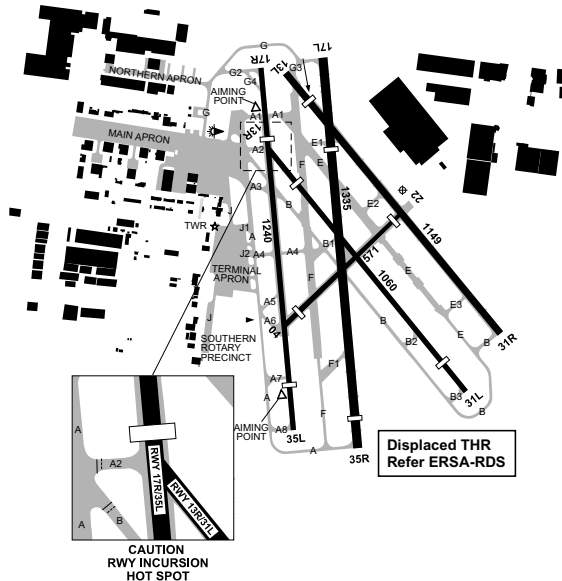 G
17R
17L
13L
G3
G2
G4
NORTHERN APRON
AIMING
POINT
G
A1
A1
13R
MAIN APRON
A2
E1
F
E
A3
22
E2
J
B
1240
1335
1149
TWR
J1
A
B1
J2
A4
A4
571
TERMINAL
APRON
F
E
1060
A5
E3
A6
04
B
J
SOUTHERN
ROTARY
PRECINCT
E
B2
B
31R
F1
A7
A
B3
31L
B
AIMING
POINT
A8
F
35L
A
35R
Displaced THR
Refer ERSA-RDS
A
A2
RWY 17R/35L
RWY 13R/31L
A
B
CAUTION
RWY INCURSION
HOT SPOT